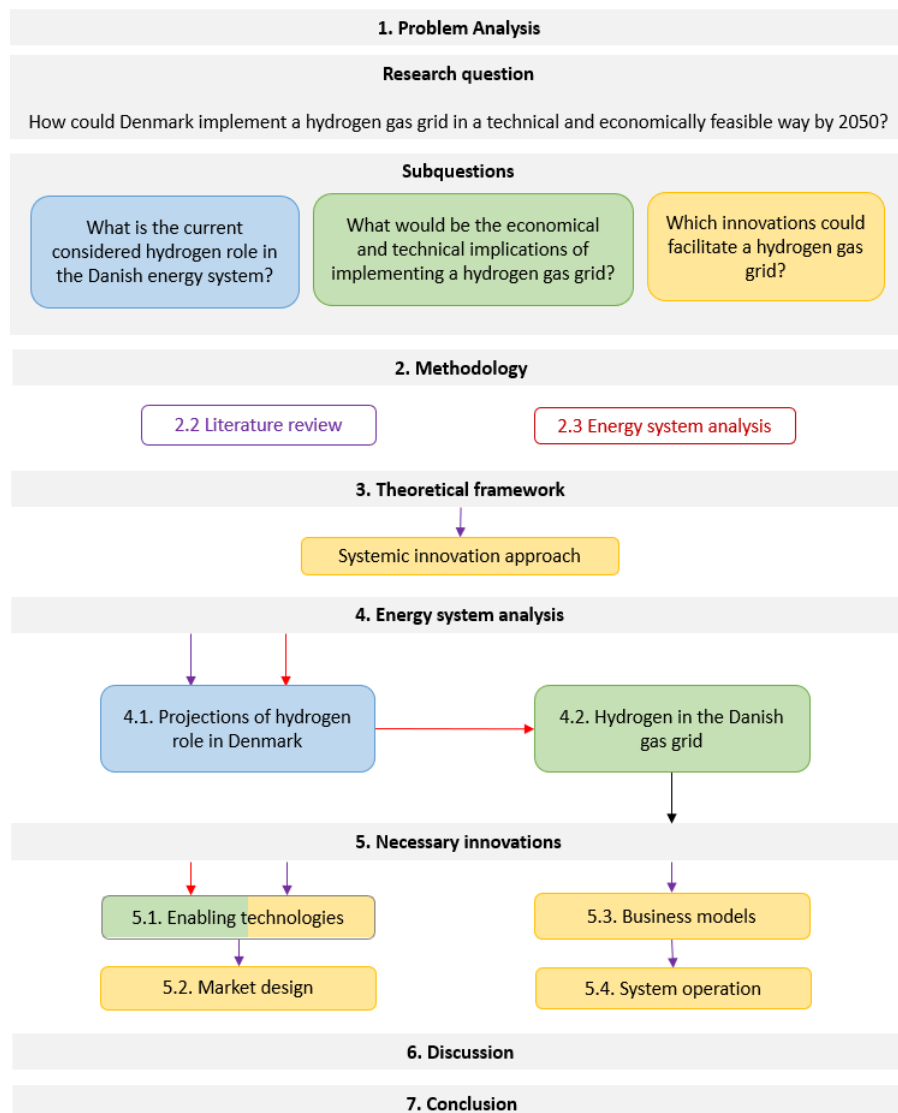 1. Problem Analysis
Research question
How could Denmark implement a hydrogen gas grid in a technical and economically feasible way by 2050?
Subquestions
What is the current
considered hydrogen role in
the Danish energy system?
What would be the economical
and technical implications of
implementing a hydrogen gas grid?
Which innovations could
facilitate a hydrogen gas
grid?
2. Methodology
2.2 Literature review
2.3 Energy system analysis
3. Theoretical framework
Systemic innovation approach
4. Energy system analysis
4.1. Projections of hydrogen
role in Denmark
4.2. Hydrogen in the Danish
gas grid
5. Necessary innovations
5.1. Enabling technologies
5.3. Business models
5.2. Market design
5.4. System operation
6. Discussion
7. Conclusion